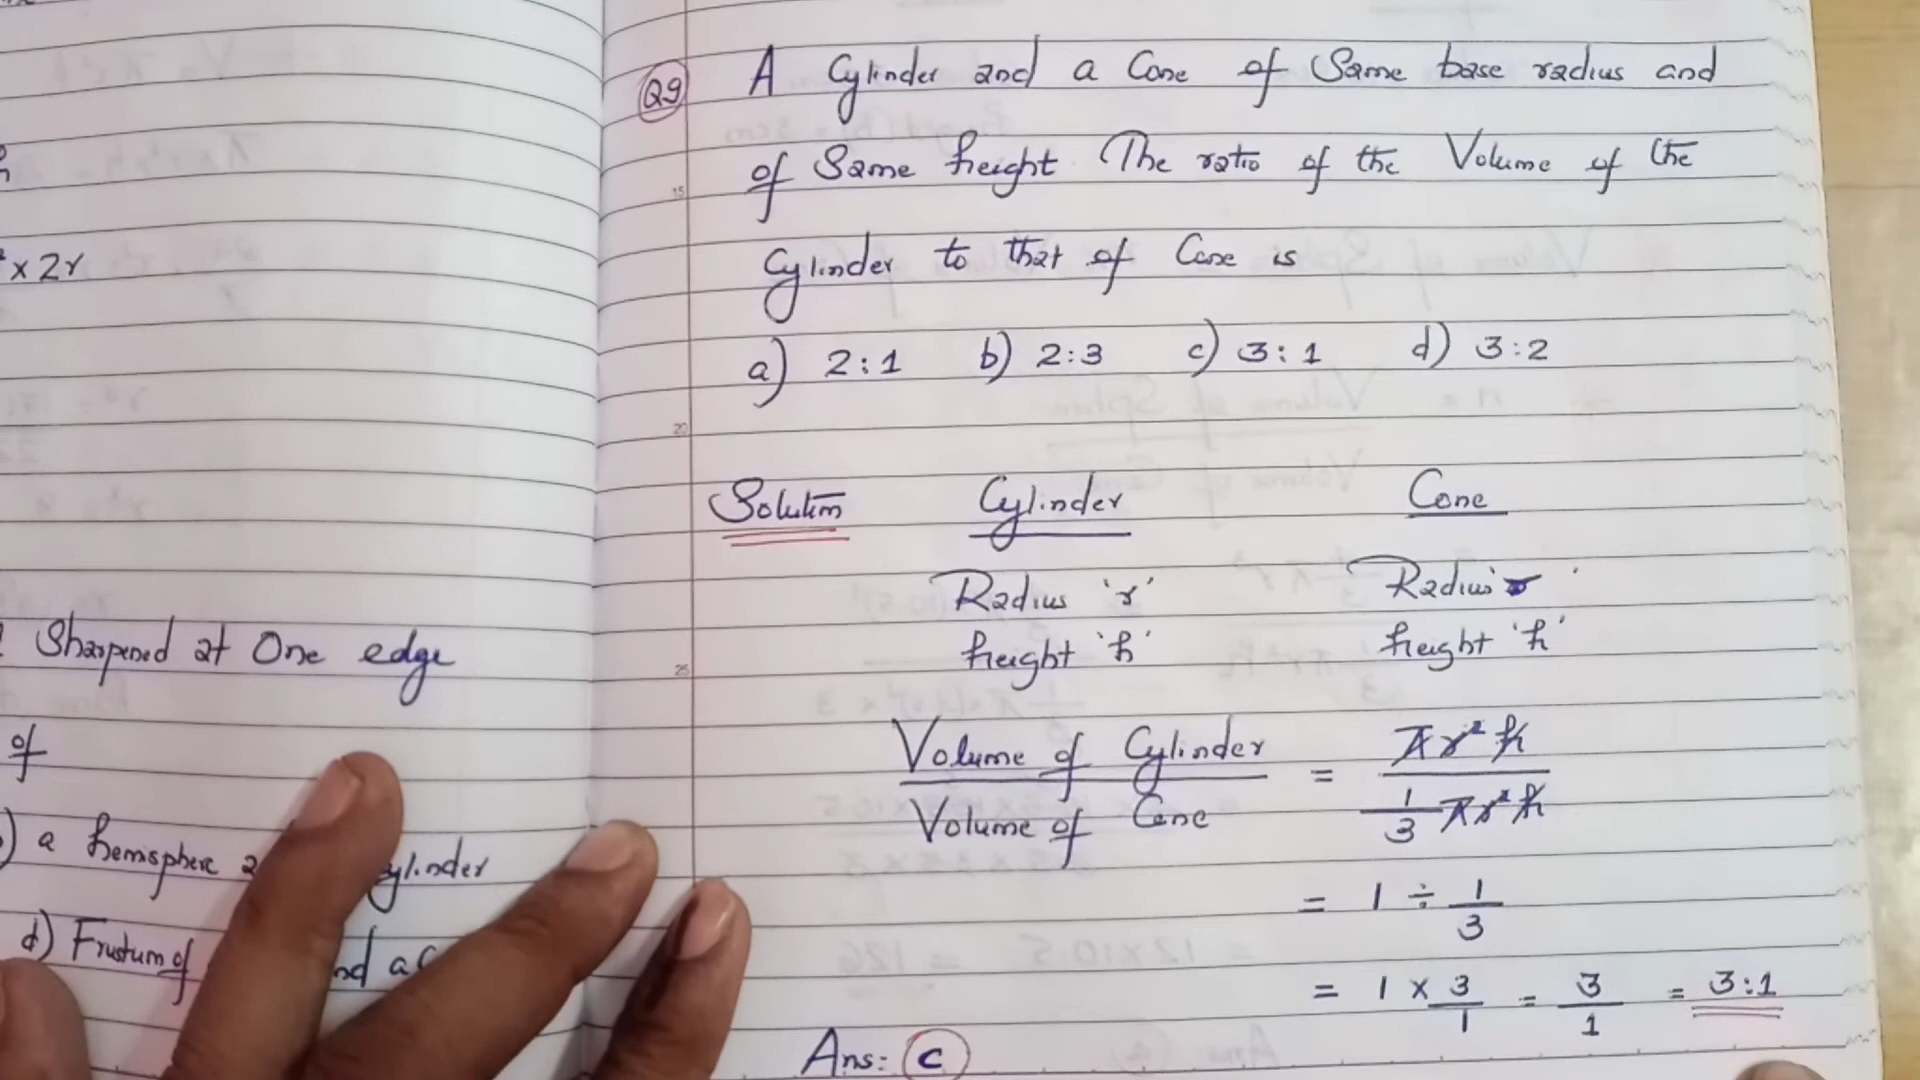 x 2r
Sharpened at One edge
of
a hemisphere
ylinder
d) Frustum of
nd a C
Q9 A Cylinder and a Cone of Same base radius and
of Same height The ratio of the Volume of the
Cylinder to that of Cone is
a) 2:1 b) 2:3 c) 3:1 d) 3:2
Solution Cylinder Cone
Radius 'r' Radius r
height 'h' height 'h'
Volume of Cylinder / Volume of Cone = πr²h / 1/3 πr²h
= 1 ÷ 1/3
= 1 × 3/1 = 3/1 = 3:1
Ans: C
15
20
25